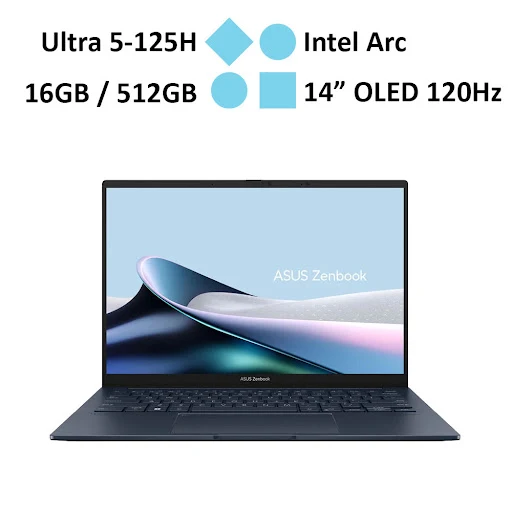 Ultra 5-125H Intel Arc
16GB / 512GB 14” OLED 120Hz
ASUS Zenbook
ASUS Zenbook